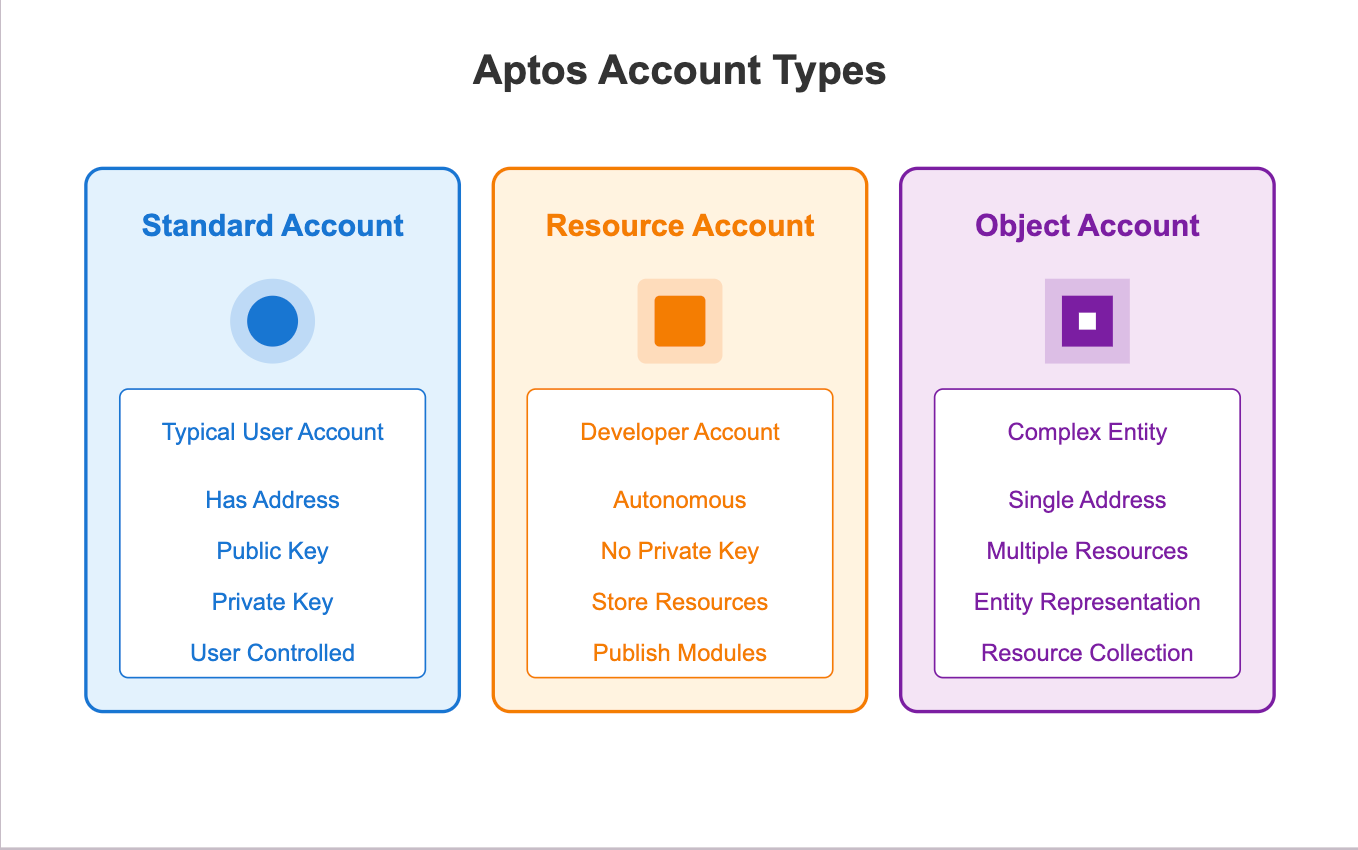 Aptos Account Types
Standard Account
Typical User Account
Has Address
Public Key
Private Key
User Controlled
Resource Account
Developer Account
Autonomous
No Private Key
Store Resources
Publish Modules
Object Account
Complex Entity
Single Address
Multiple Resources
Entity Representation
Resource Collection